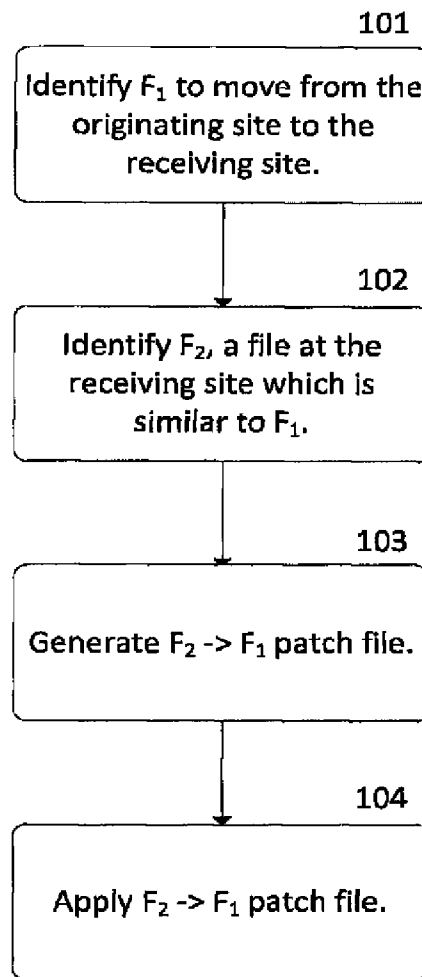 101
Identify F₁ to move from the
originating site to the
receiving site.
102
Identify F₂, a file at the
receiving site which is
similar to F₁.
103
Generate F₂ -> F₁ patch file.
104
Apply F₂ -> F₁ patch file.